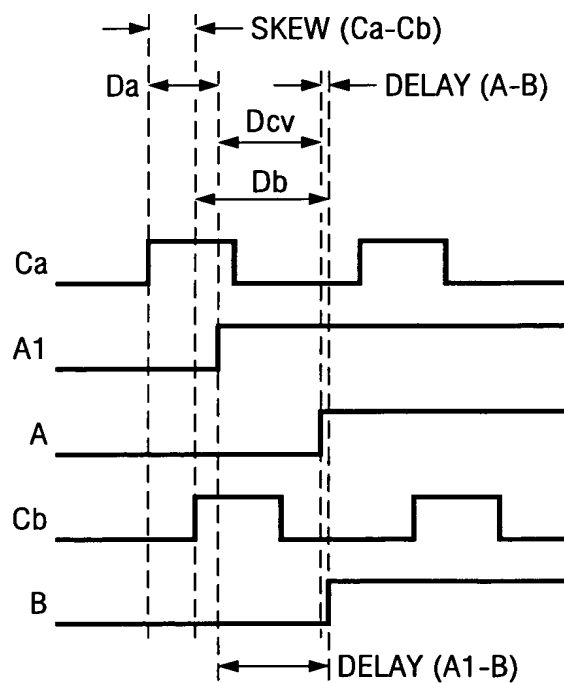 SKEW (Ca-Cb)
Da
DELAY (A-B)
Dcv
Db
Ca
A1
A
Cb
B
DELAY (A1-B)